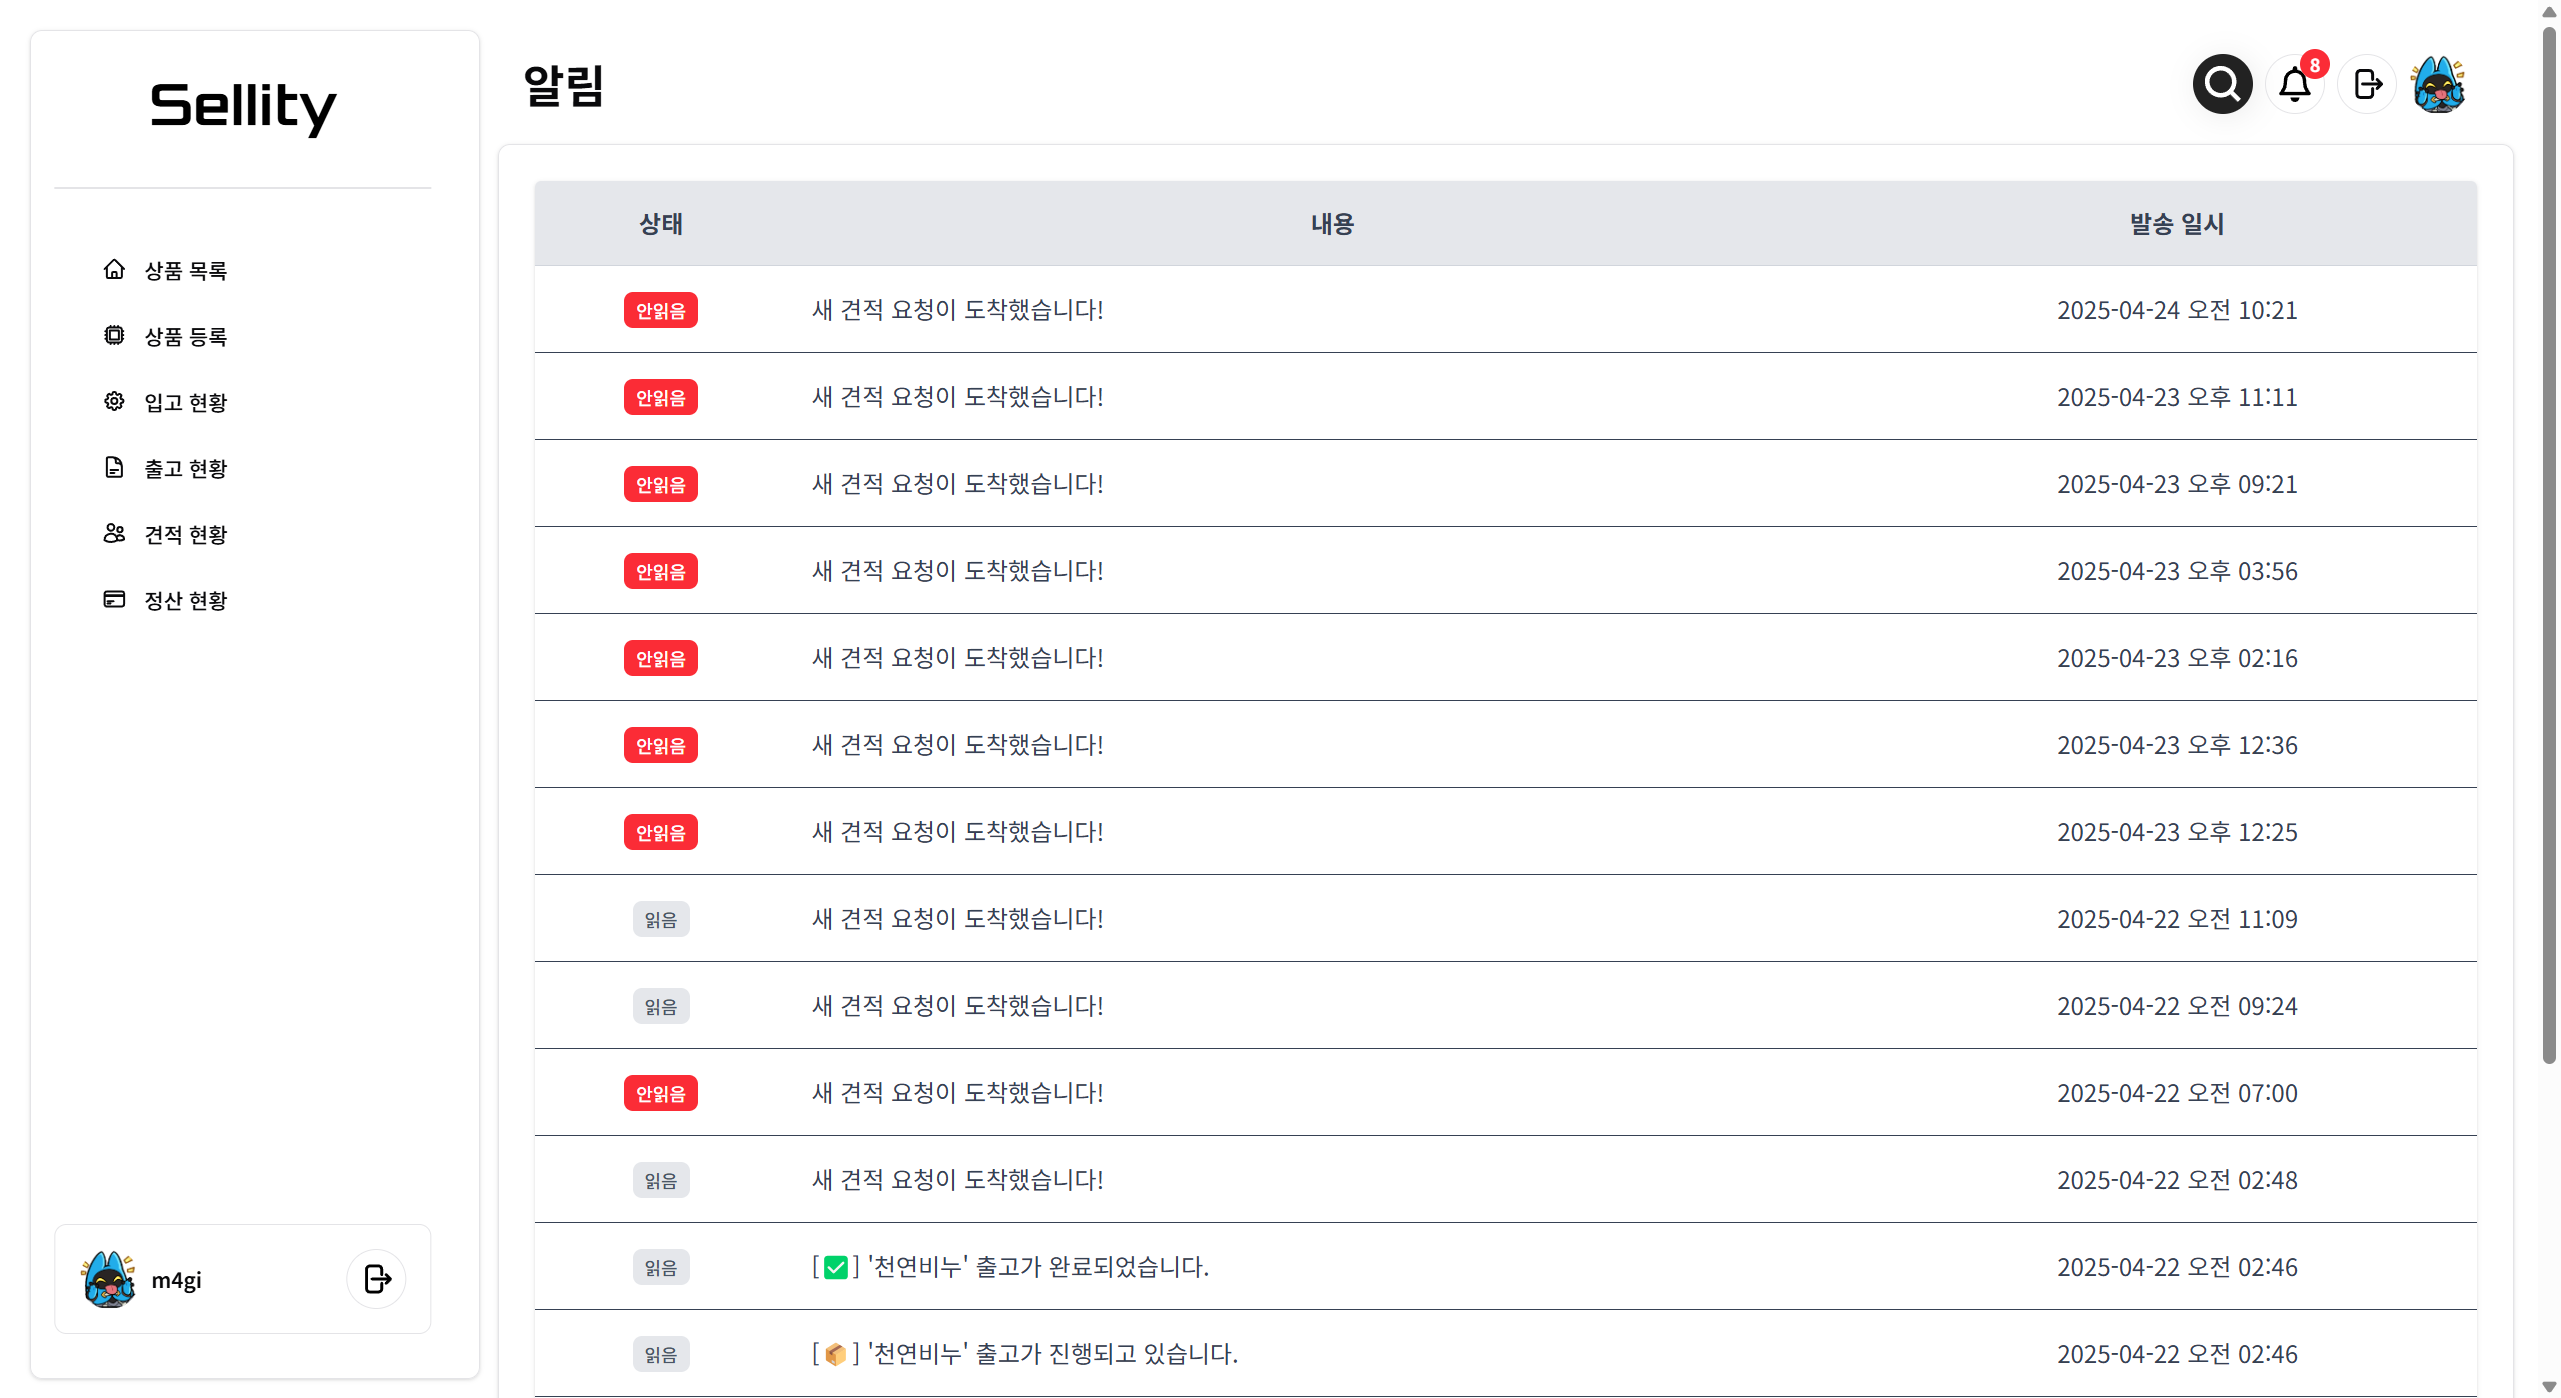 Sellity
상품 목록
상품 등록
입고 현황
출고 현황
견적 현황
정산 현황
m4gi
알림
8
상태 내용 발송 일시
안읽음 새 견적 요청이 도착했습니다! 2025-04-24 오전 10:21
안읽음 새 견적 요청이 도착했습니다! 2025-04-23 오후 11:11
안읽음 새 견적 요청이 도착했습니다! 2025-04-23 오후 09:21
안읽음 새 견적 요청이 도착했습니다! 2025-04-23 오후 03:56
안읽음 새 견적 요청이 도착했습니다! 2025-04-23 오후 02:16
안읽음 새 견적 요청이 도착했습니다! 2025-04-23 오후 12:36
안읽음 새 견적 요청이 도착했습니다! 2025-04-23 오후 12:25
읽음 새 견적 요청이 도착했습니다! 2025-04-22 오전 11:09
읽음 새 견적 요청이 도착했습니다! 2025-04-22 오전 09:24
안읽음 새 견적 요청이 도착했습니다! 2025-04-22 오전 07:00
읽음 새 견적 요청이 도착했습니다! 2025-04-22 오전 02:48
읽음 [✅] '천연비누' 출고가 완료되었습니다. 2025-04-22 오전 02:46
읽음 [📦] '천연비누' 출고가 진행되고 있습니다. 2025-04-22 오전 02:46